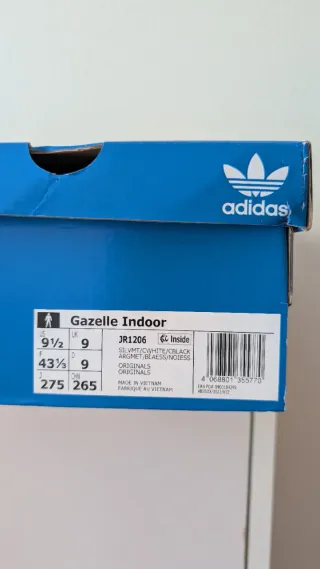 adidas
Gazelle Indoor
US 9½ UK 9
F 43⅓ D 9
J 275 CHN 265
JR1206 Inside
SILVMT/CWHITE/CBLACK
ARGMET/BLAESS/NOIESS
ORIGINALS
ORIGINALS
MADE IN VIETNAM
FABRIQUE AU VIETNAM
4 068801 355770